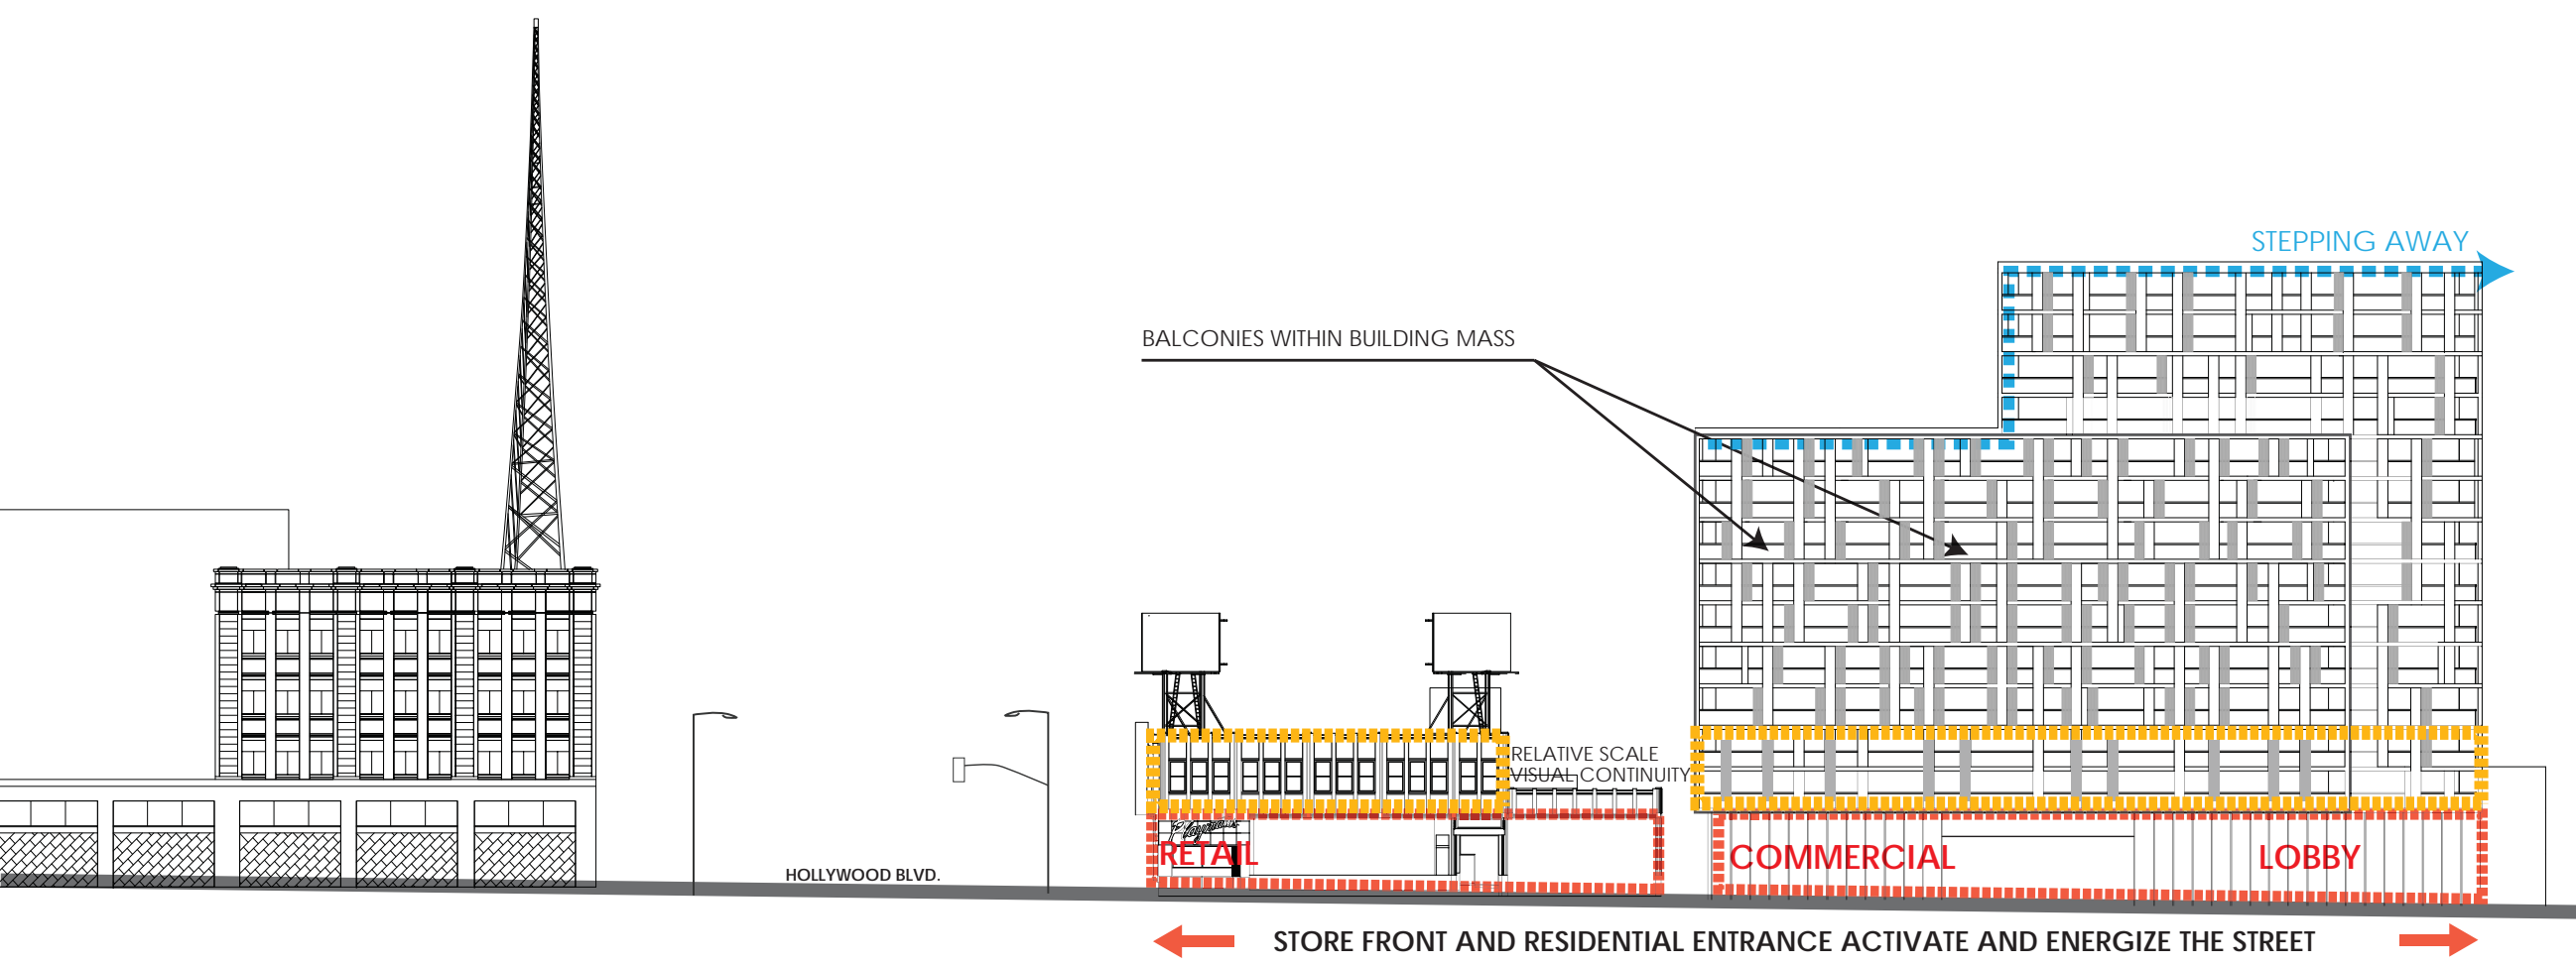 STEPPING AWAY
BALCONIES WITHIN BUILDING MASS
RELATIVE SCALE
VISUAL CONTINUITY
RETAIL
COMMERCIAL
LOBBY
HOLLYWOOD BLVD.
STORE FRONT AND RESIDENTIAL ENTRANCE ACTIVATE AND ENERGIZE THE STREET